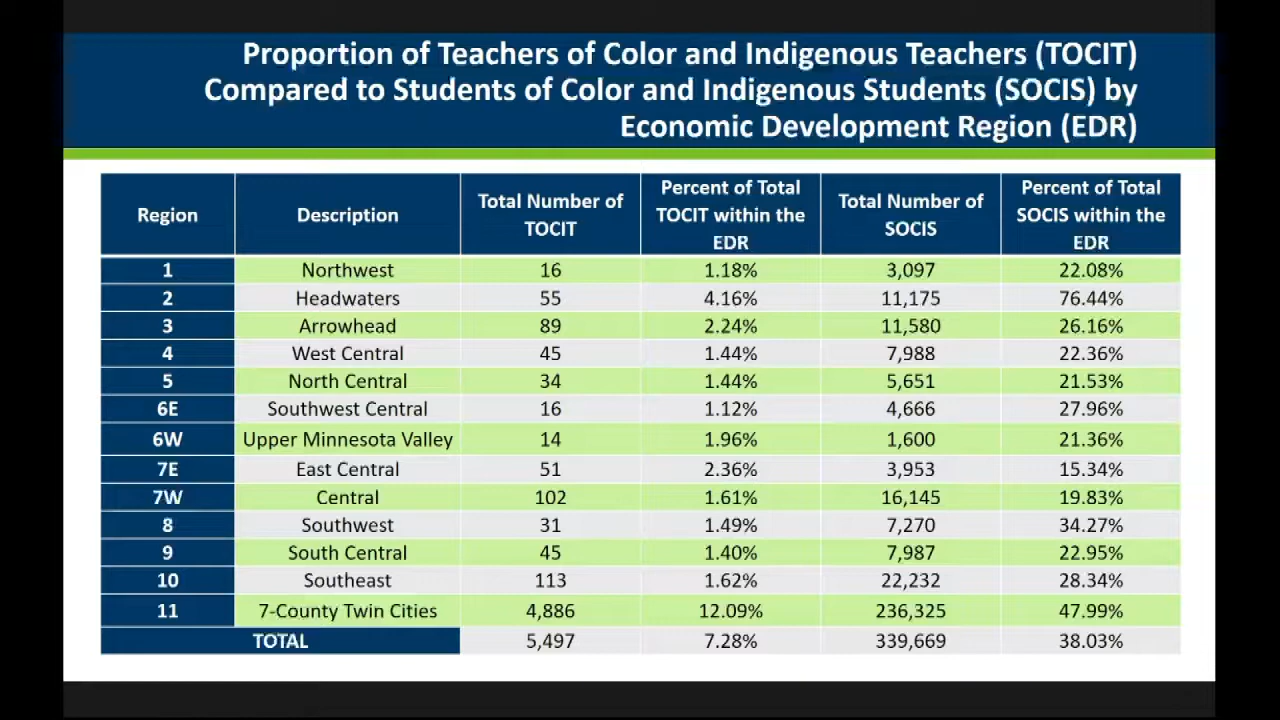 Proportion of Teachers of Color and Indigenous Teachers (TOCIT)
Compared to Students of Color and Indigenous Students (SOCIS) by
Economic Development Region (EDR)
Region Description Total Number of TOCIT Percent of Total TOCIT within the EDR Total Number of SOCIS Percent of Total SOCIS within the EDR
1 Northwest 16 1.18% 3,097 22.08%
2 Headwaters 55 4.16% 11,175 76.44%
3 Arrowhead 89 2.24% 11,580 26.16%
4 West Central 45 1.44% 7,988 22.36%
5 North Central 34 1.44% 5,651 21.53%
6E Southwest Central 16 1.12% 4,666 27.96%
6W Upper Minnesota Valley 14 1.96% 1,600 21.36%
7E East Central 51 2.36% 3,953 15.34%
7W Central 102 1.61% 16,145 19.83%
8 Southwest 31 1.49% 7,270 34.27%
9 South Central 45 1.40% 7,987 22.95%
10 Southeast 113 1.62% 22,232 28.34%
11 7-County Twin Cities 4,886 12.09% 236,325 47.99%
TOTAL 5,497 7.28% 339,669 38.03%